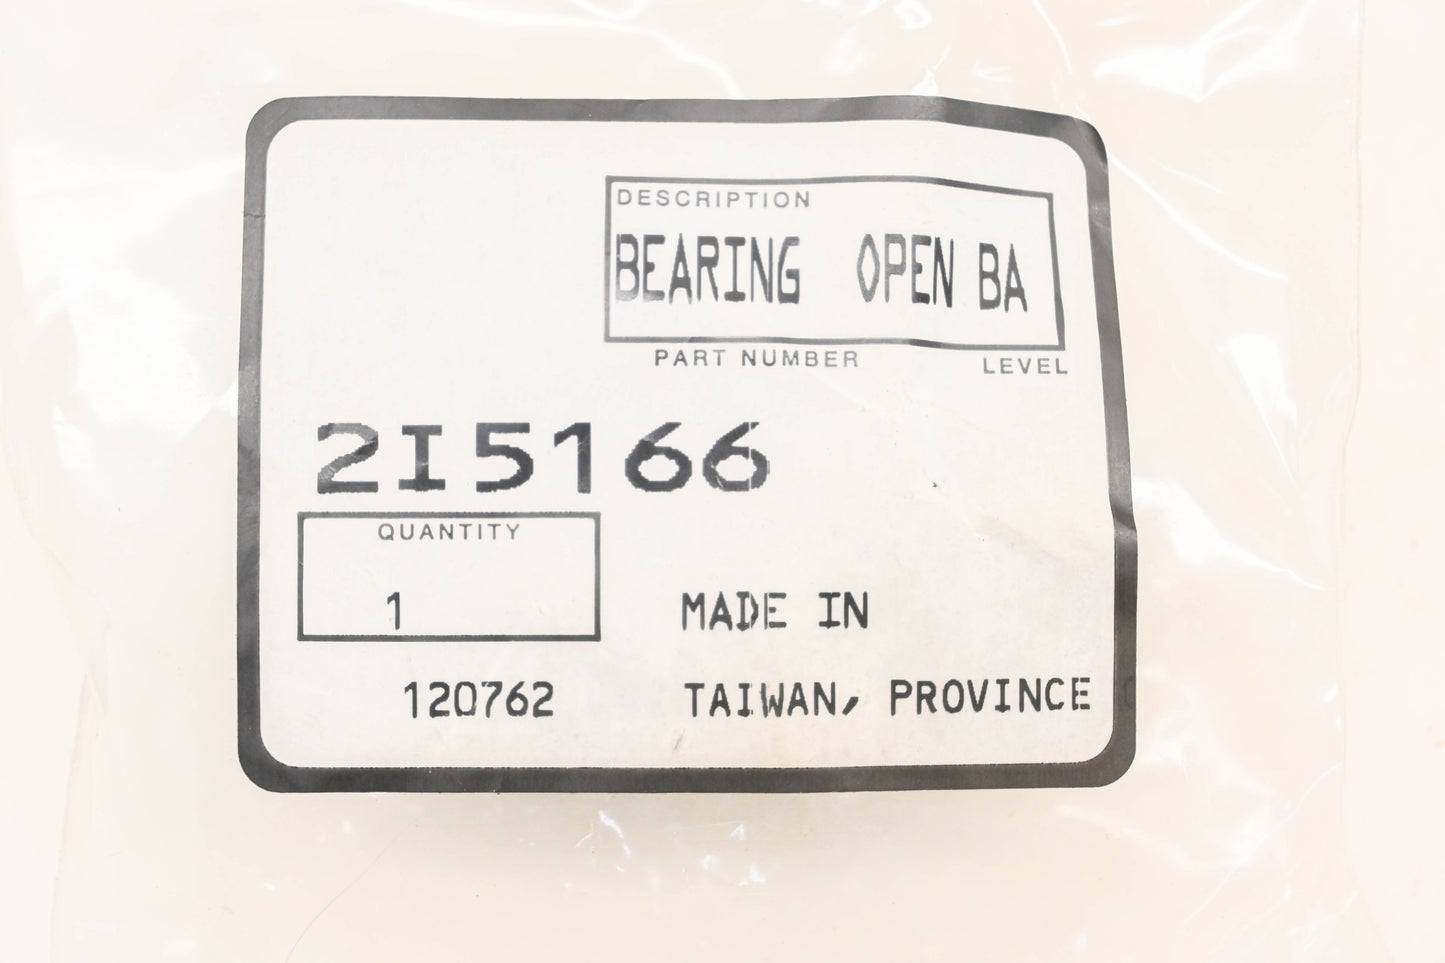 DESCRIPTION
BEARING OPEN BA
PART NUMBER LEVEL
2I5166
QUANTITY
1
MADE IN
120762 TAIWAN, PROVINCE